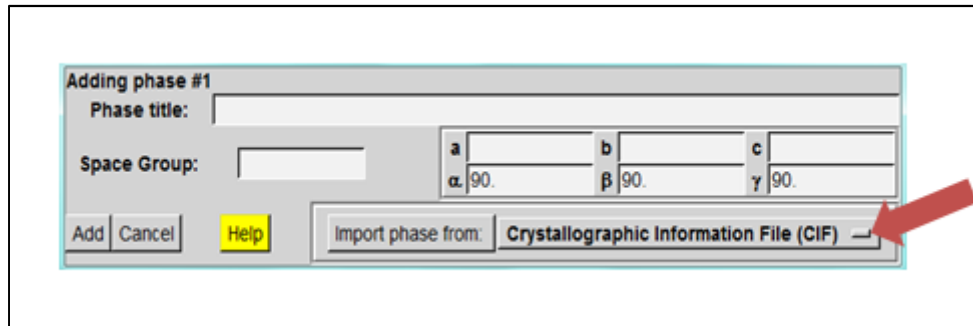 Adding phase #1
Phase title:
Space Group:
a b c
α. 90. β 90. γ 90.
Add Cancel Help Import phase from: Crystallographic Information File (CIF)